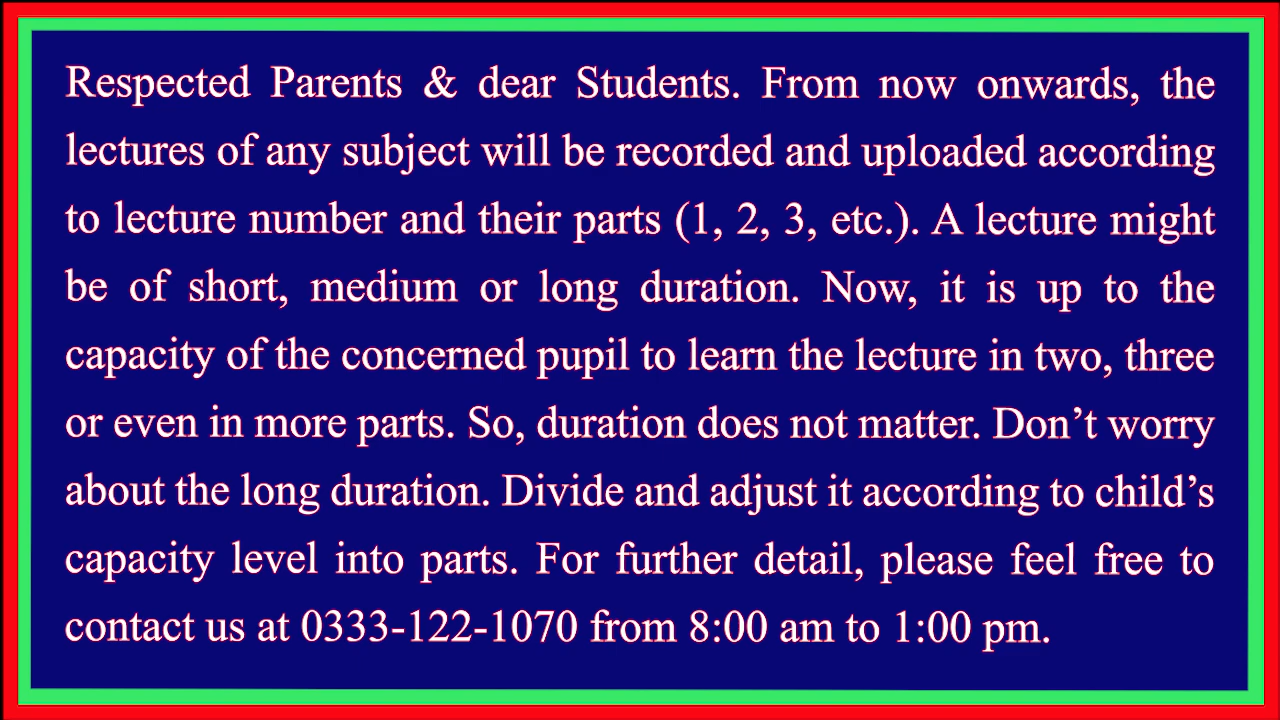 Respected Parents & dear Students. From now onwards, the
lectures of any subject will be recorded and uploaded according
to lecture number and their parts (1, 2, 3, etc.). A lecture might
be of short, medium or long duration. Now, it is up to the
capacity of the concerned pupil to learn the lecture in two, three
or even in more parts. So, duration does not matter. Don’t worry
about the long duration. Divide and adjust it according to child’s
capacity level into parts. For further detail, please feel free to
contact us at 0333-122-1070 from 8:00 am to 1:00 pm.